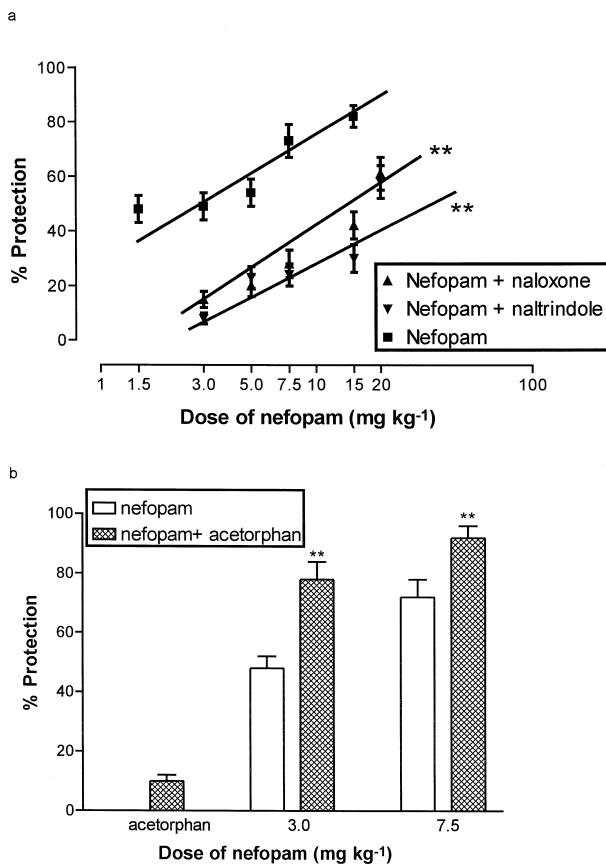 a
100
80
60
40
20
0
% Protection
**
**
▲ Nefopam + naloxone
▼ Nefopam + naltrindole
■ Nefopam
1 1.5 3.0 5.0 7.5 10 15 20 100
Dose of nefopam (mg kg-1)
b
100
80
60
40
20
0
% Protection
nefopam
nefopam+ acetorphan
**
**
acetorphan 3.0 7.5
Dose of nefopam (mg kg-1)